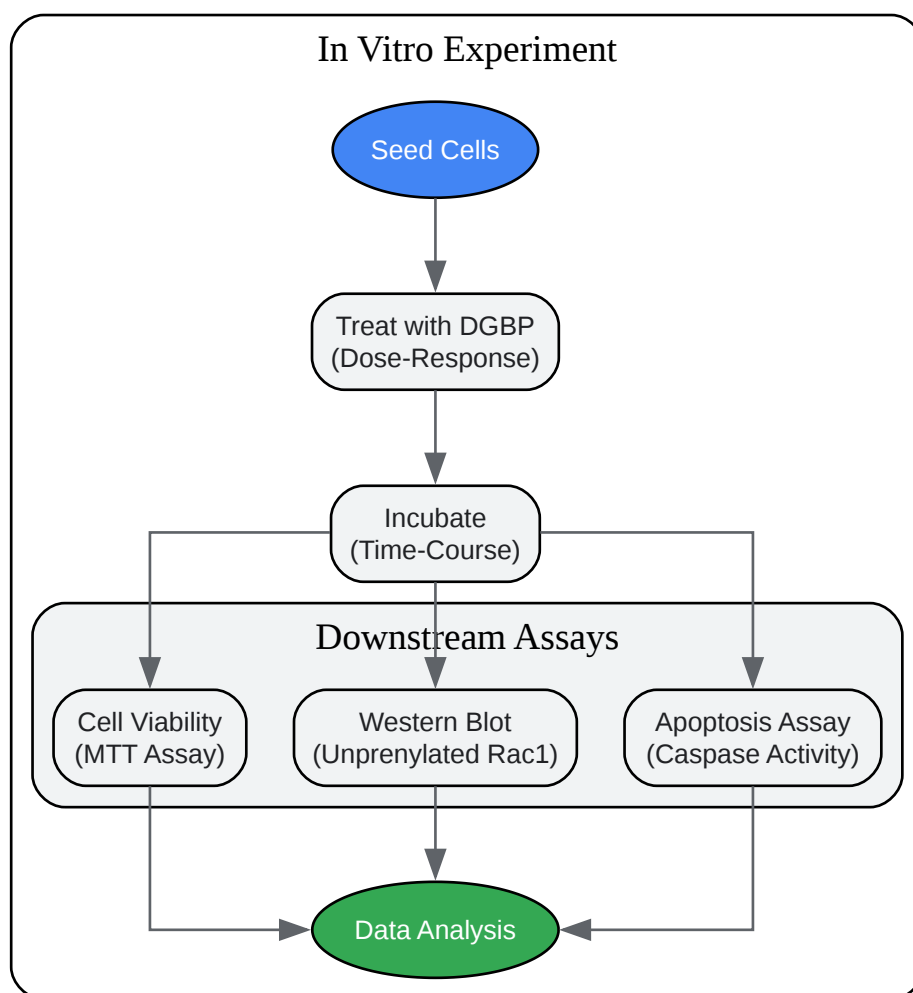 In Vitro Experiment
Seed Cells
Treat with DGBP
(Dose-Response)
Incubate
(Time-Course)
Downstream Assays
Cell Viability
(MTT Assay)
Western Blot
(Unprenylated Rac1)
Apoptosis Assay
(Caspase Activity)
Data Analysis